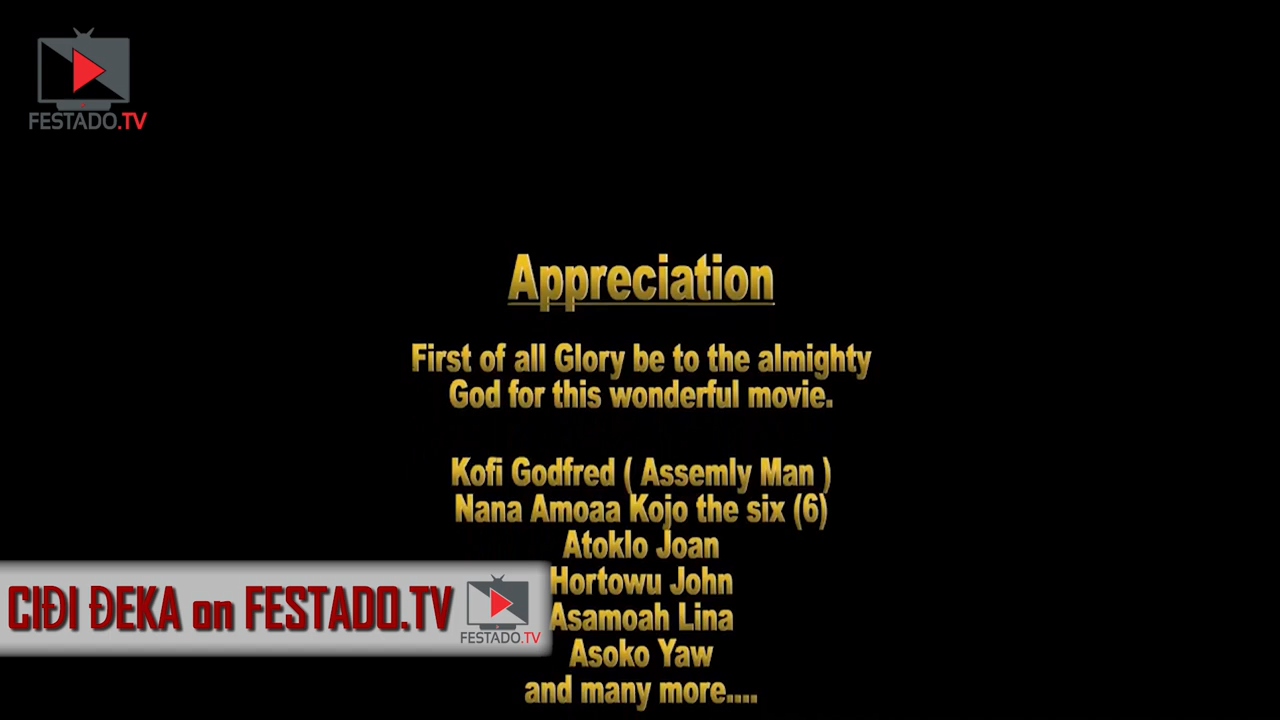 FESTADO.TV
Appreciation
First of all Glory be to the almighty
God for this wonderful movie.
Kofi Godfred ( Assemly Man )
Nana Amoaa Kojo the six (6)
Atoklo Joan
Hortowu John
Asamoah Lina
Asoko Yaw
and many more....
CIĐI ĐEKA on FESTADO.TV
FESTADO.TV